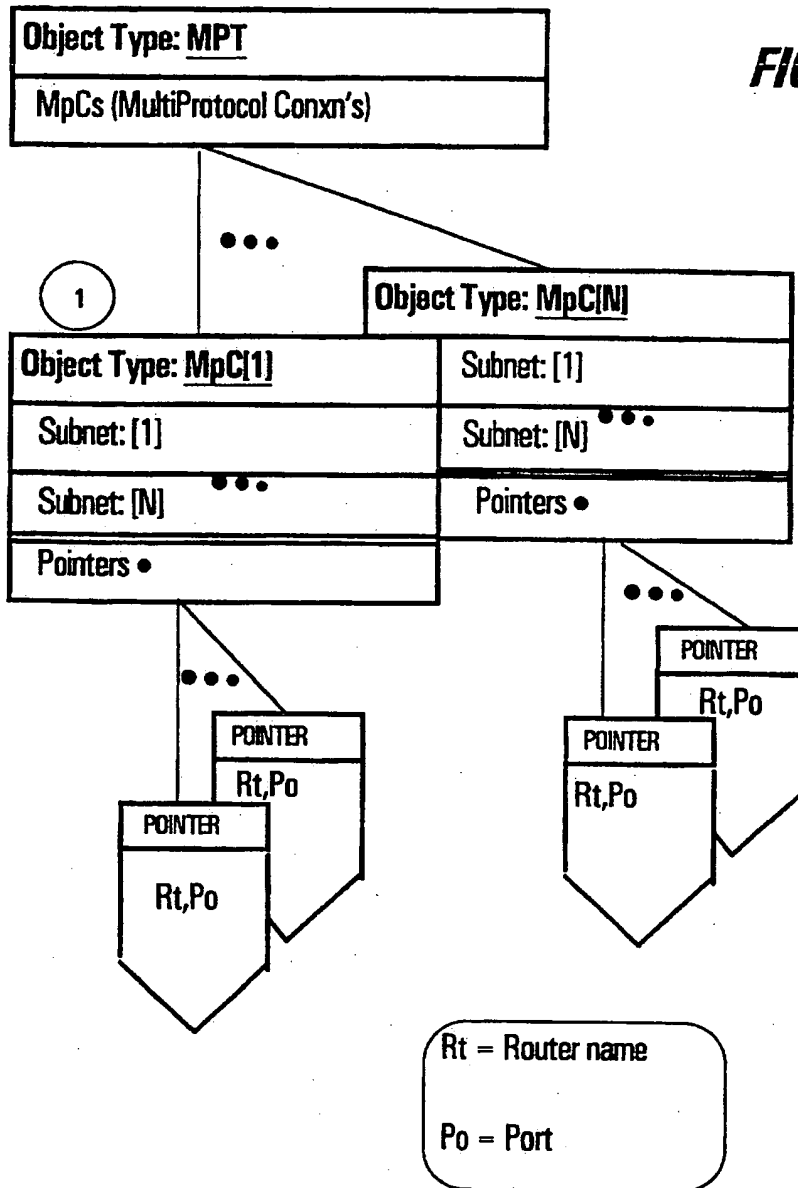 Object Type: MPT
MpCs (MultiProtocol Conxn's)
1
Object Type: MpC[N]
Subnet: [1]
Subnet: [N]
Pointers
Object Type: MpC[1]
Subnet: [1]
Subnet: [N]
Pointers
POINTER
Rt,Po
POINTER
Rt,Po
POINTER
Rt,Po
POINTER
Rt,Po
Rt = Router name
Po = Port